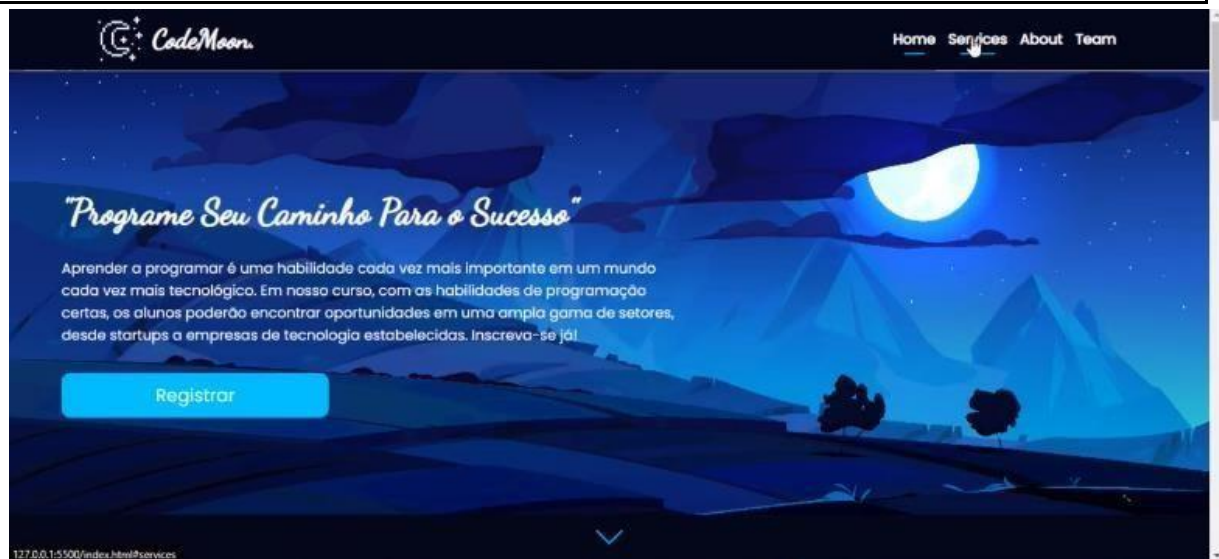 CodeMoon.
Home Services About Team
"Programe Seu Caminho Para o Sucesso"
Aprender a programar é uma habilidade cada vez mais importante em um mundo
cada vez mais tecnológico. Em nosso curso, com as habilidades de programação
certas, os alunos poderão encontrar oportunidades em uma ampla gama de setores,
desde startups a empresas de tecnologia estabelecidas. Inscreva-se já!
Registrar
127.0.0.1:5500/index.html#services